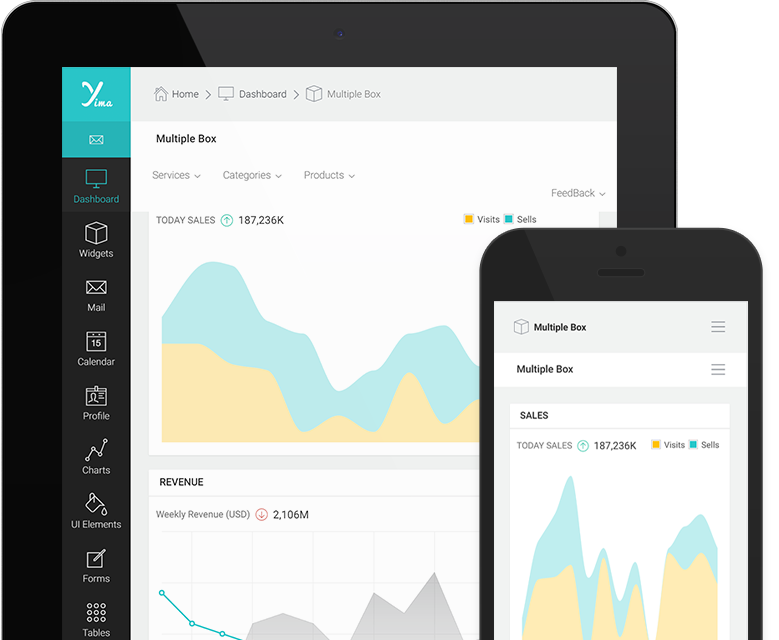 Yima
Home
Dashboard
Multiple Box
Multiple Box
Services
Categories
Products
FeedBack
TODAY SALES
187,236K
Visits
Sells
REVENUE
Weekly Revenue (USD)
2,106M
Dashboard
Widgets
Mail
15
Calendar
Profile
Charts
UI Elements
Forms
Tables
Multiple Box
Multiple Box
SALES
TODAY SALES
187,236K
Visits
Sells